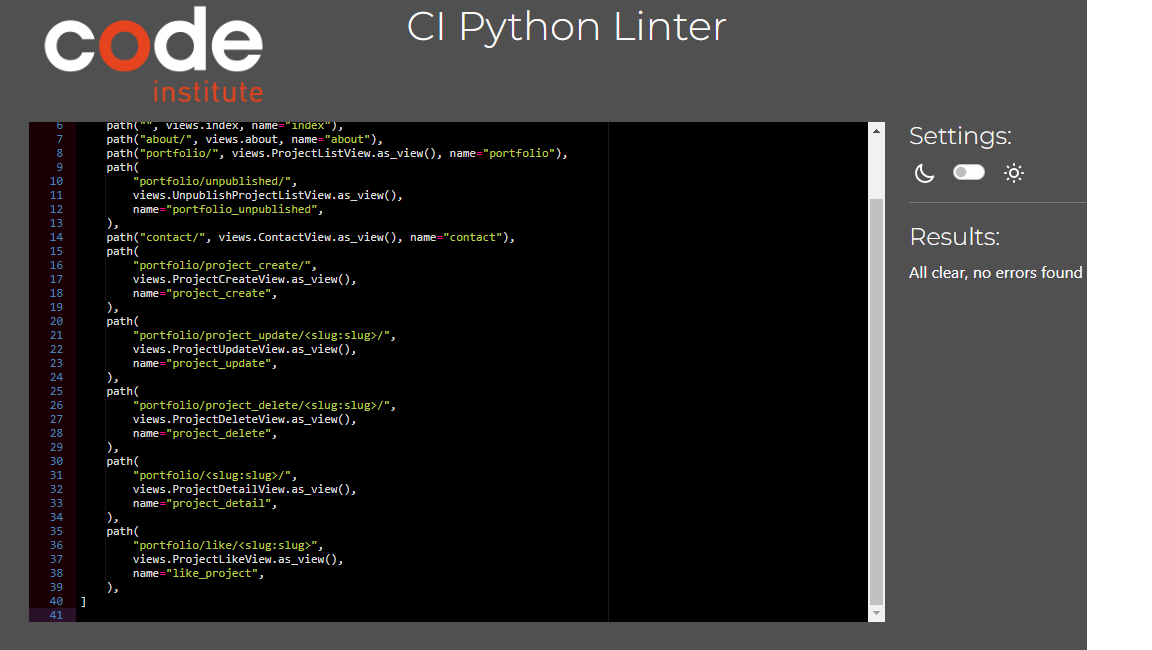 code
institute
CI Python Linter
6 path("", views.index, name="index"),
7 path("about/", views.about, name="about"),
8 path("portfolio/", views.ProjectListView.as_view(), name="portfolio"),
9 path(
10 "portfolio/unpublished/",
11 views.UnpublishProjectListView.as_view(),
12 name="portfolio_unpublished",
13 ),
14 path("contact/", views.ContactView.as_view(), name="contact"),
15 path(
16 "portfolio/project_create/",
17 views.ProjectCreateView.as_view(),
18 name="project_create",
19 ),
20 path(
21 "portfolio/project_update/<slug:slug>/",
22 views.ProjectUpdateView.as_view(),
23 name="project_update",
24 ),
25 path(
26 "portfolio/project_delete/<slug:slug>/",
27 views.ProjectDeleteView.as_view(),
28 name="project_delete",
29 ),
30 path(
31 "portfolio/<slug:slug>/",
32 views.ProjectDetailView.as_view(),
33 name="project_detail",
34 ),
35 path(
36 "portfolio/like/<slug:slug>",
37 views.ProjectLikeView.as_view(),
38 name="like_project",
39 ),
40 ]
41
Settings:
Results:
All clear, no errors found